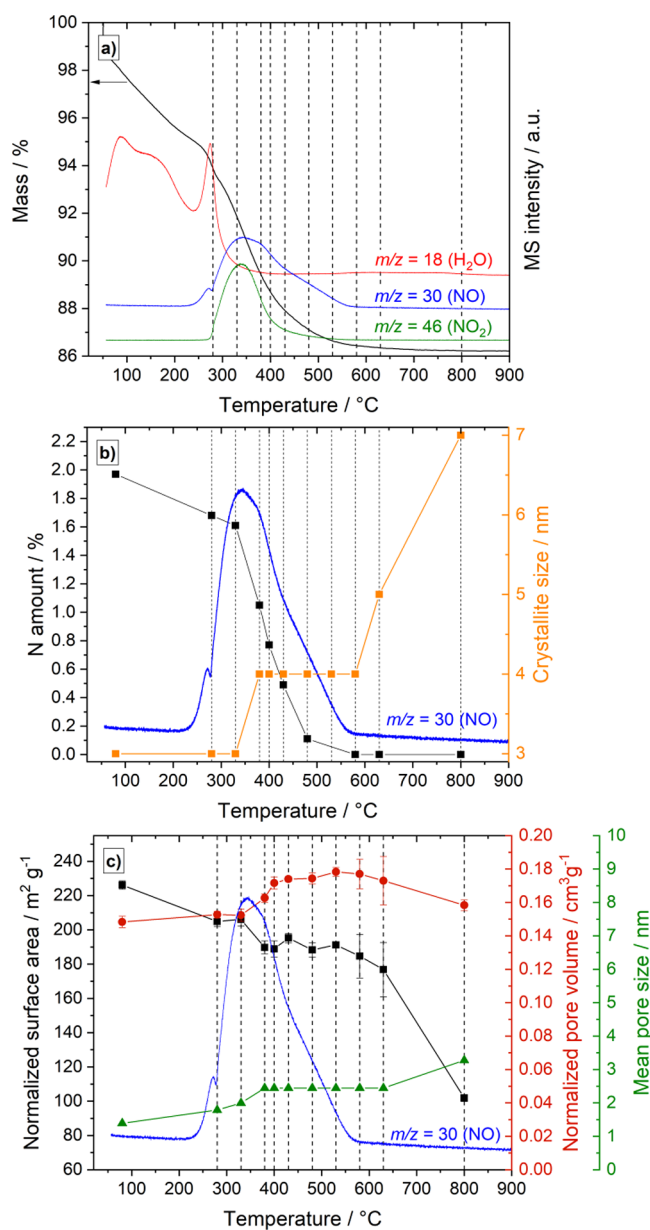 a)
100
98
96
94
92
90
88
86
Mass / %
MS intensity / a.u.
m/z = 18 (H₂O)
m/z = 30 (NO)
m/z = 46 (NO₂)
100 200 300 400 500 600 700 800 900
Temperature / °C
b)
2.2
2.0
1.8
1.6
1.4
1.2
1.0
0.8
0.6
0.4
0.2
0.0
N amount / %
7
6
5
4
3
Crystallite size / nm
m/z = 30 (NO)
0 100 200 300 400 500 600 700 800 900
Temperature / °C
c)
240
220
200
180
160
140
120
100
80
60
Normalized surface area / m² g⁻¹
0.20
0.16
0.12
0.08
0.04
0.02
0.00
Normalized pore volume / cm³g⁻¹
10
9
8
7
6
5
4
3
2
1
0
Mean pore size / nm
m/z = 30 (NO)
0 100 200 300 400 500 600 700 800 900
Temperature / °C